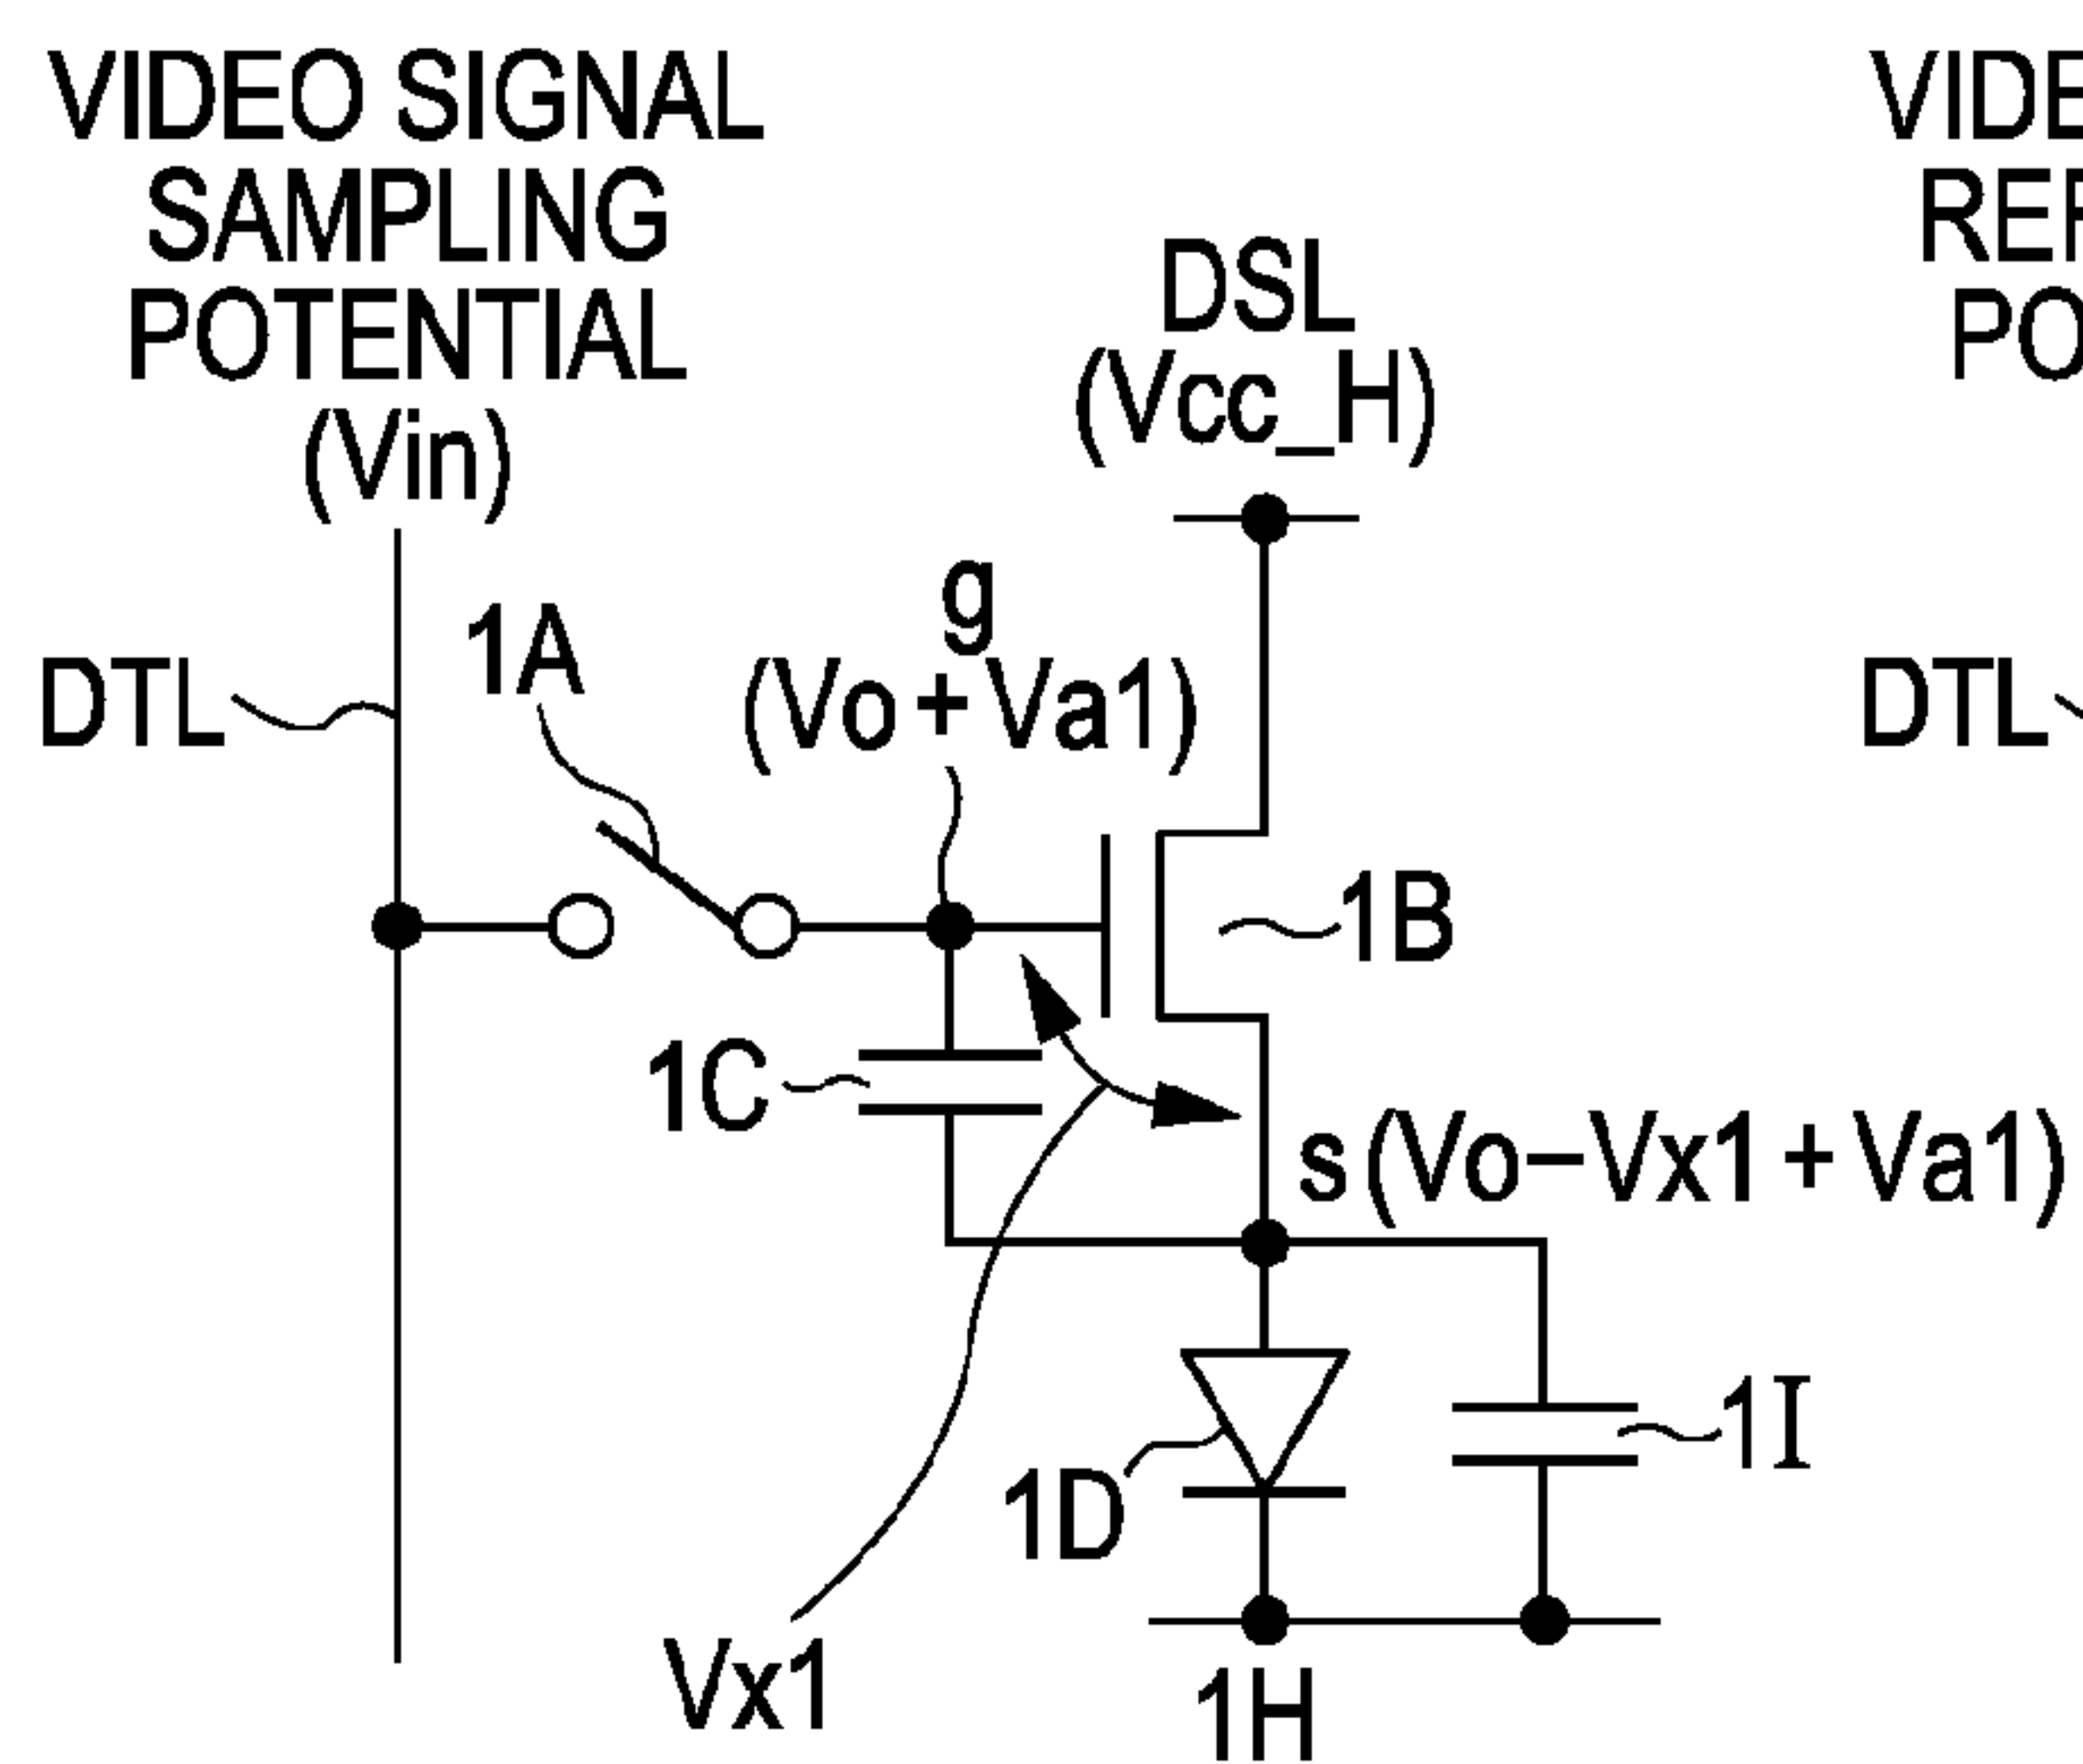 VIDEO SIGNAL
SAMPLING
POTENTIAL
(Vin)
DSL
(Vcc_H)
DTL
1A
g
(Vo+Va1)
1B
1C
s(Vo−Vx1+Va1)
1D
1I
Vx1
1H
DTL